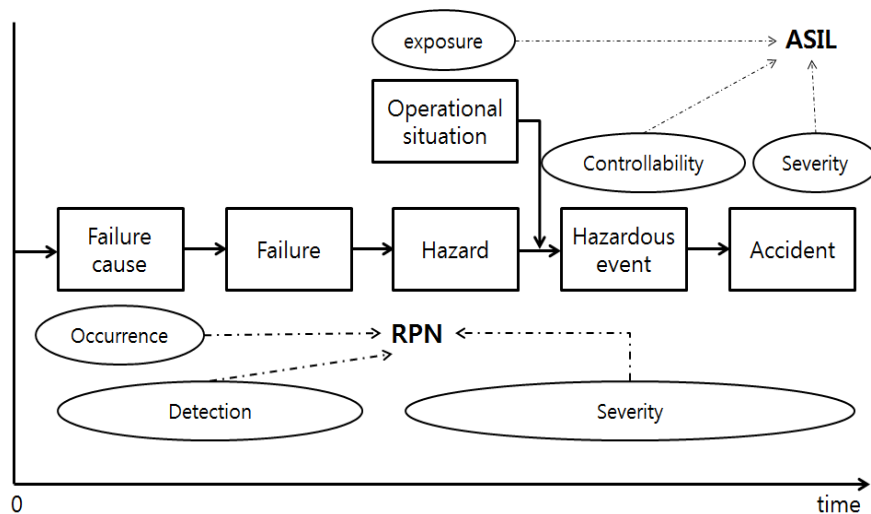 exposure
ASIL
Operational
situation
Controllability
Severity
Failure
cause
Failure
Hazard
Hazardous
event
Accident
Occurrence
RPN
Detection
Severity
0
time